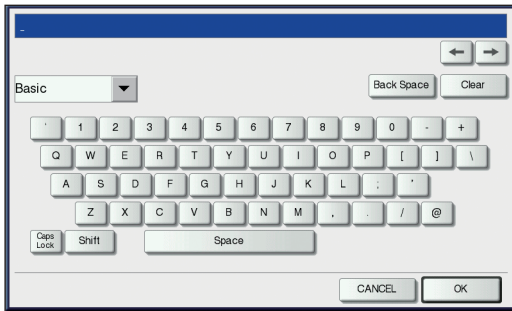 _
← →
Basic
Back Space Clear
' 1 2 3 4 5 6 7 8 9 0 - +
Q W E R T Y U I O P [ ] \
A S D F G H J K L ; '
Z X C V B N M , . / @
Caps Lock Shift Space
CANCEL OK